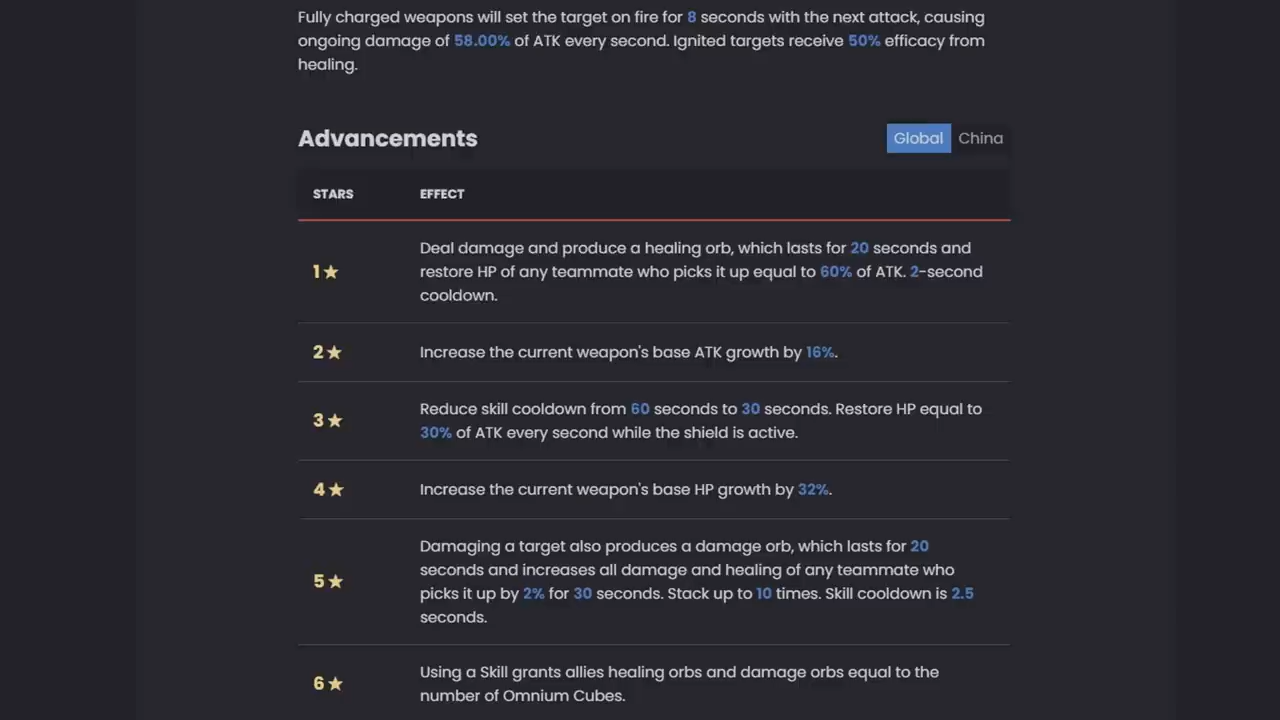 Fully charged weapons will set the target on fire for 8 seconds with the next attack, causing
ongoing damage of 58.00% of ATK every second. Ignited targets receive 50% efficacy from
healing.
Advancements
Global China
STARS EFFECT
1★
Deal damage and produce a healing orb, which lasts for 20 seconds and
restore HP of any teammate who picks it up equal to 60% of ATK. 2-second
cooldown.
2★ Increase the current weapon's base ATK growth by 16%.
3★
Reduce skill cooldown from 60 seconds to 30 seconds. Restore HP equal to
30% of ATK every second while the shield is active.
4★ Increase the current weapon's base HP growth by 32%.
5★
Damaging a target also produces a damage orb, which lasts for 20
seconds and increases all damage and healing of any teammate who
picks it up by 2% for 30 seconds. Stack up to 10 times. Skill cooldown is 2.5
seconds.
6★
Using a Skill grants allies healing orbs and damage orbs equal to the
number of Omnium Cubes.